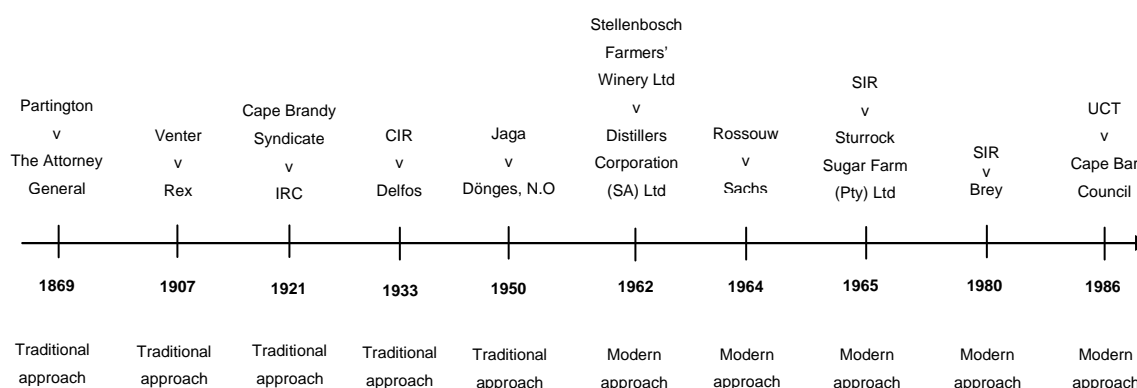 Partington
v
The Attorney
General
Venter
v
Rex
Cape Brandy
Syndicate
v
IRC
CIR
v
Delfos
Jaga
v
Dönges, N.O
Stellenbosch
Farmers'
Winery Ltd
v
Distillers
Corporation
(SA) Ltd
Rossouw
v
Sachs
SIR
v
Sturrock
Sugar Farm
(Pty) Ltd
SIR
v
Brey
UCT
v
Cape Bar
Council
1869
1907
1921
1933
1950
1962
1964
1965
1980
1986
Traditional
approach
Traditional
approach
Traditional
approach
Traditional
approach
Traditional
approach
Modern
approach
Modern
approach
Modern
approach
Modern
approach
Modern
approach